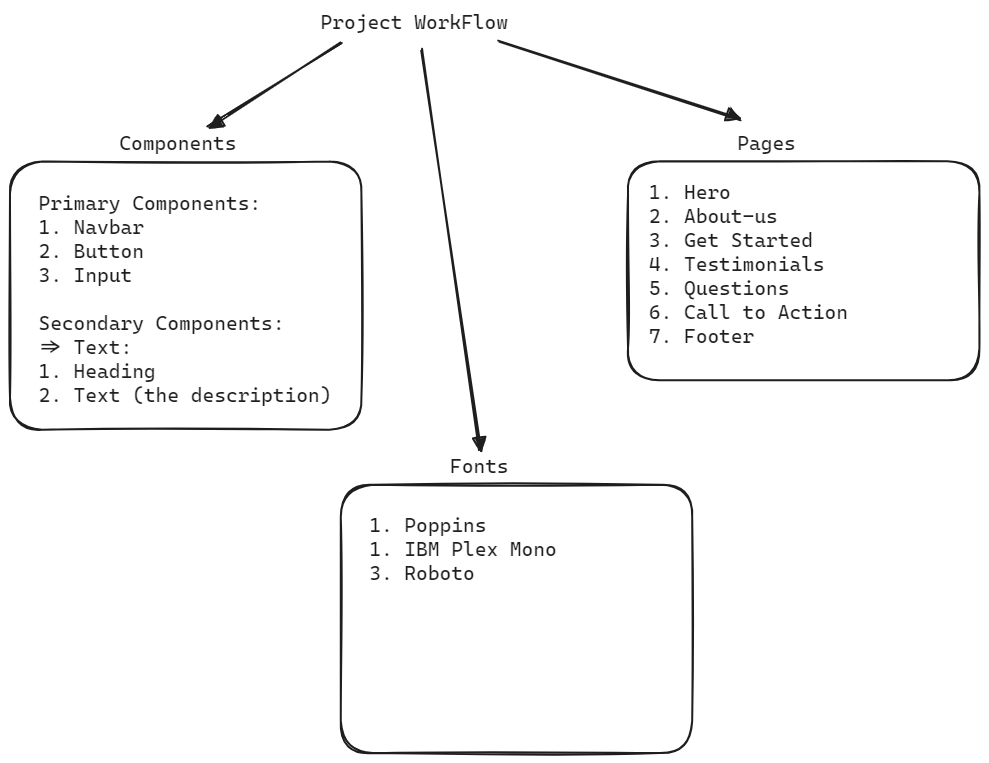 Project WorkFlow
Components
Primary Components:
1. Navbar
2. Button
3. Input
Secondary Components:
⇒ Text:
1. Heading
2. Text (the description)
Pages
1. Hero
2. About-us
3. Get Started
4. Testimonials
5. Questions
6. Call to Action
7. Footer
Fonts
1. Poppins
1. IBM Plex Mono
3. Roboto